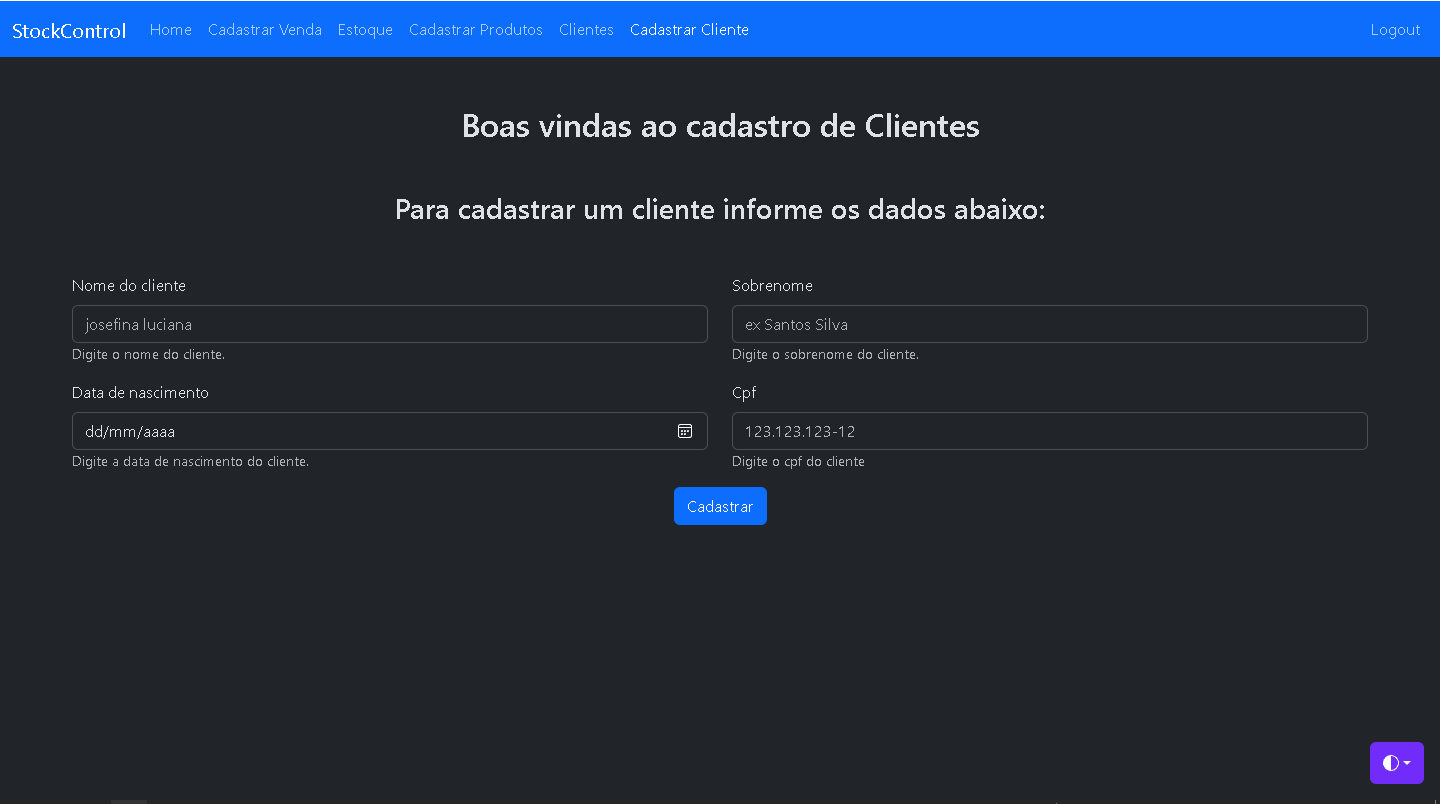 StockControl Home Cadastrar Venda Estoque Cadastrar Produtos Clientes Cadastrar Cliente Logout
Boas vindas ao cadastro de Clientes
Para cadastrar um cliente informe os dados abaixo:
Nome do cliente Sobrenome
josefina luciana ex Santos Silva
Digite o nome do cliente. Digite o sobrenome do cliente.
Data de nascimento Cpf
dd/mm/aaaa 123.123.123-12
Digite a data de nascimento do cliente. Digite o cpf do cliente
Cadastrar